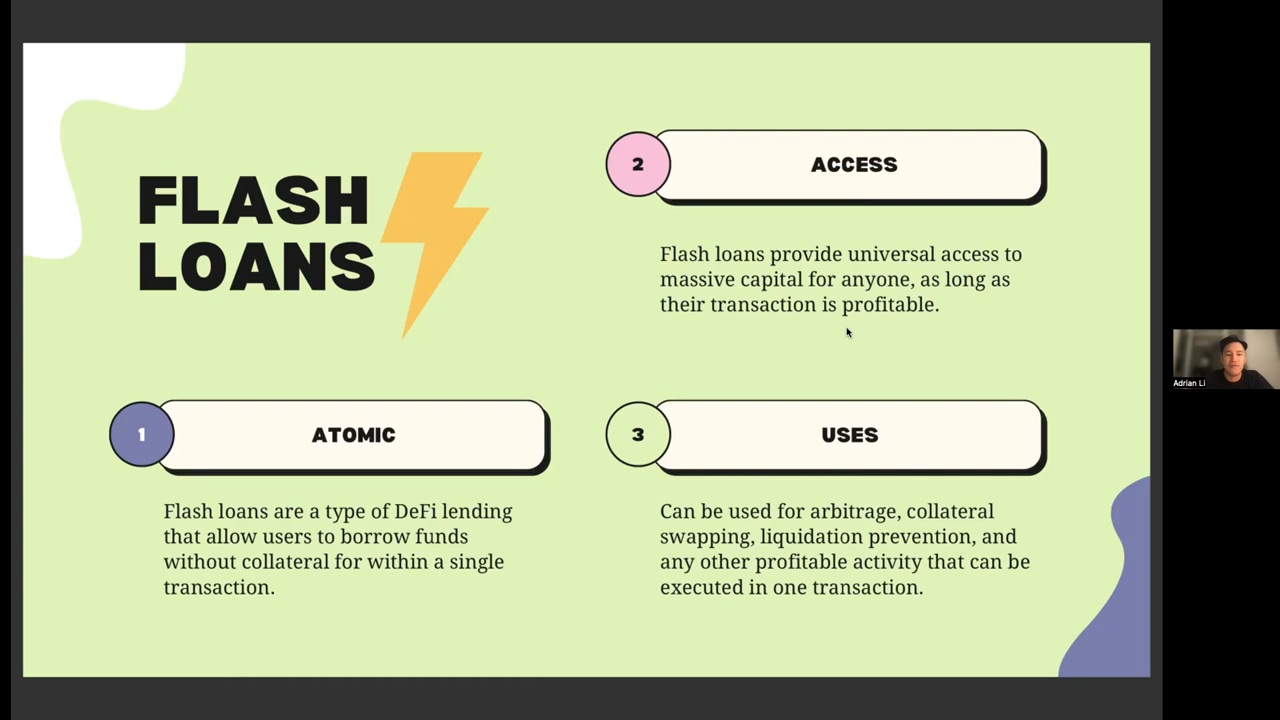 FLASH
LOANS
1
ATOMIC
Flash loans are a type of DeFi lending
that allow users to borrow funds
without collateral for within a single
transaction.
2
ACCESS
Flash loans provide universal access to
massive capital for anyone, as long as
their transaction is profitable.
3
USES
Can be used for arbitrage, collateral
swapping, liquidation prevention, and
any other profitable activity that can be
executed in one transaction.
Adrian Li